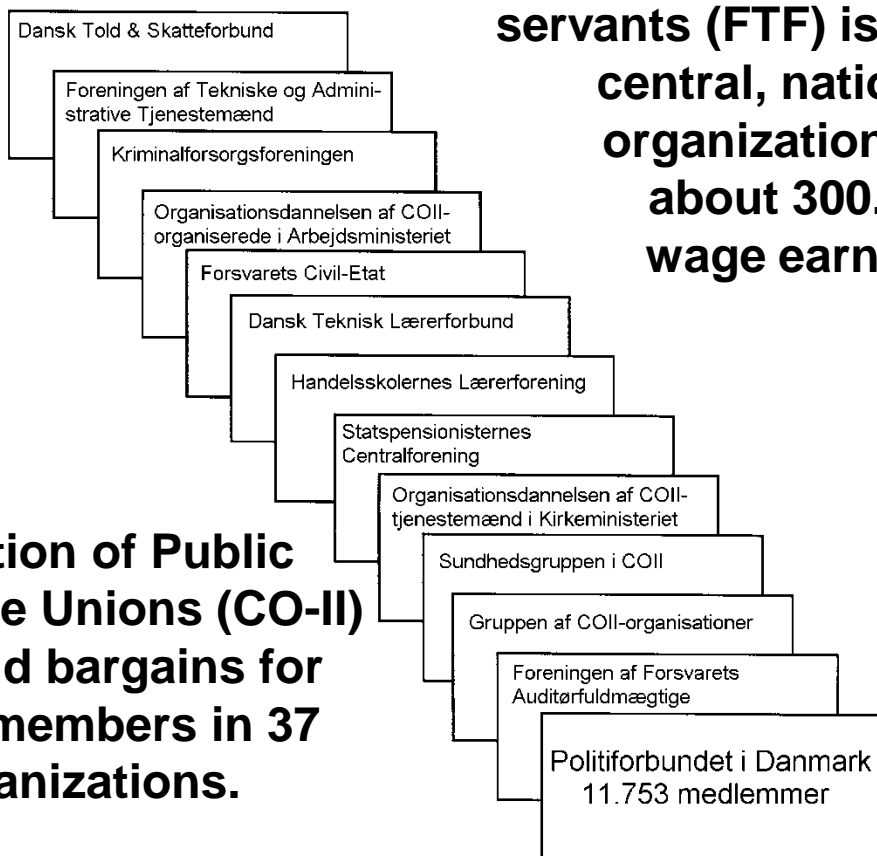 servants (FTF) is
central, natio
organization
about 300.
wage earn
Dansk Told & Skatteforbund
Foreningen af Tekniske og Admini-
strative Tjenestemænd
Kriminalforsorgsforeningen
Organisationsdannelsen af COII-
organiserede i Arbejdsministeriet
Forsvarets Civil-Etat
Dansk Teknisk Lærerforbund
Handelsskolernes Lærerforening
Statspensionisternes
Centralforening
Organisationsdannelsen af COII-
tjenestemænd i Kirkeministeriet
Sundhedsgruppen i COII
Gruppen af COII-organisationer
Foreningen af Forsvarets
Auditørfuldmægtige
Politiforbundet i Danmark
11.753 medlemmer
tion of Public
e Unions (CO-II)
d bargains for
members in 37
anizations.